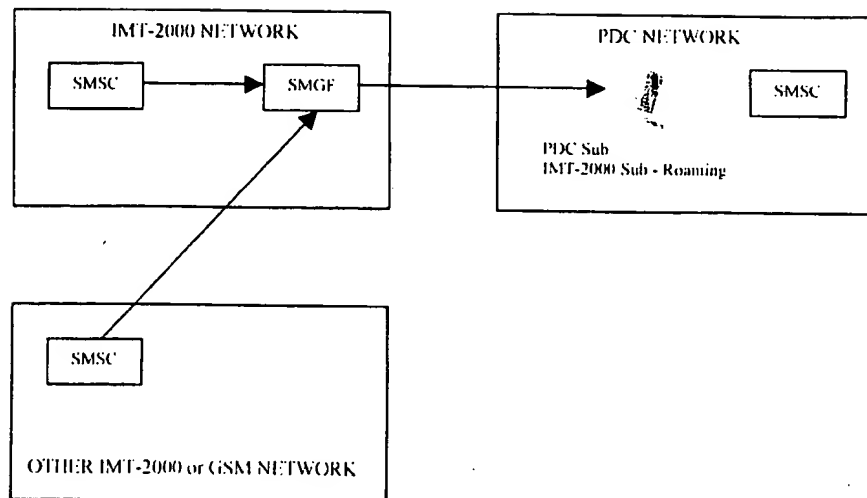 IMT-2000 NETWORK
SMSC
SMGF
PDC NETWORK
SMSC
PDC Sub
IMT-2000 Sub - Roaming
SMSC
OTHER IMT-2000 or GSM NETWORK